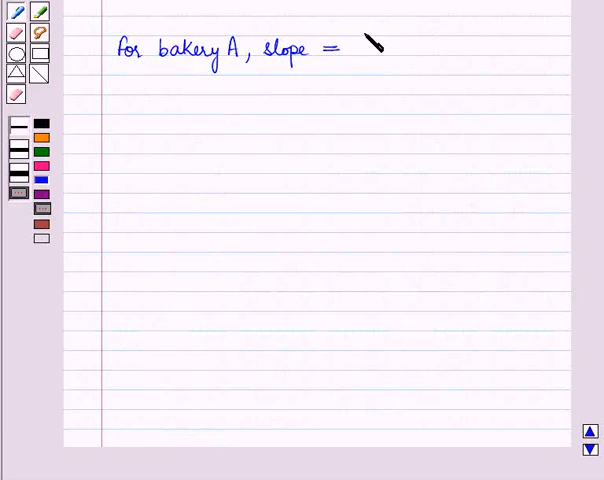 for bakery A, slope =